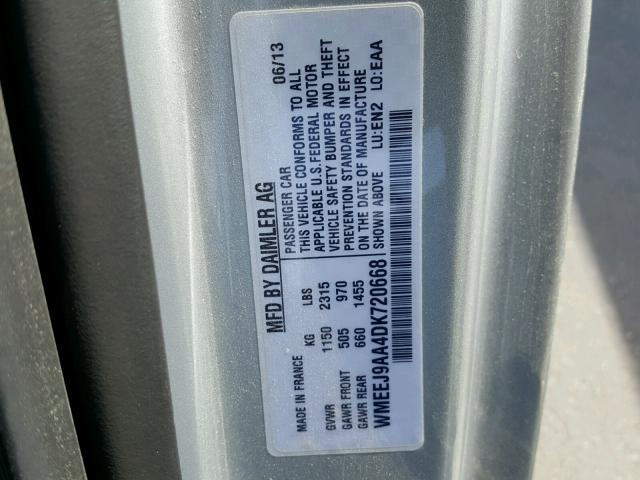 MFD BY DAIMLER AG 06/13
PASSENGER CAR
THIS VEHICLE CONFORMS TO ALL
APPLICABLE U.S.FEDERAL MOTOR
VEHICLE SAFETY BUMPER AND THEFT
PREVENTION STANDARDS IN EFFECT
ON THE DATE OF MANUFACTURE
SHOWN ABOVE
MADE IN FRANCE KG LBS
GVWR 1150 2315
GAWR FRONT 505 970
GAWR REAR 660 1455
WMEEJ9AA4DK720668 LU:EN2 LO:EAA